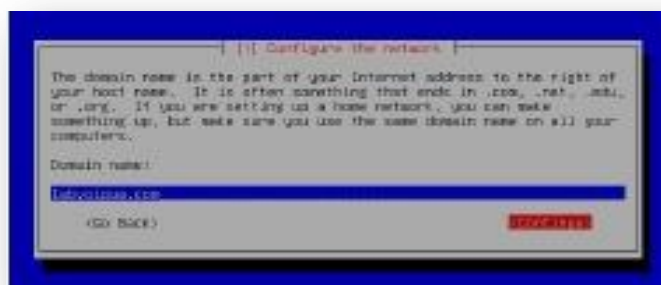 [!] Configure the network
The domain name is the part of your Internet address to the right of
your host name.  It is often something that ends in .com, .net, .edu,
or .org.  If you are setting up a home network, you can make
something up, but make sure you use the same domain name on all your
computers.
Domain name:
<Go Back> <Continue>